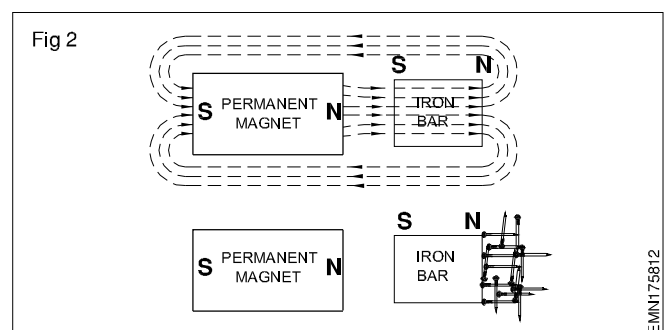 Fig 2
S N
S PERMANENT MAGNET N
IRON BAR
S N
S PERMANENT MAGNET N
IRON BAR
EMN175812